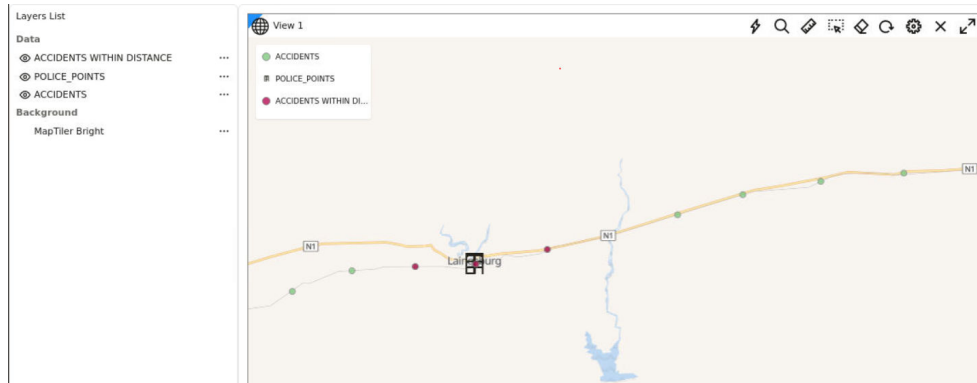 Layers List
Data
ACCIDENTS WITHIN DISTANCE ...
POLICE_POINTS ...
ACCIDENTS ...
Background
MapTiler Bright ...
View 1
ACCIDENTS
POLICE_POINTS
ACCIDENTS WITHIN DI...
N1
N1
N1